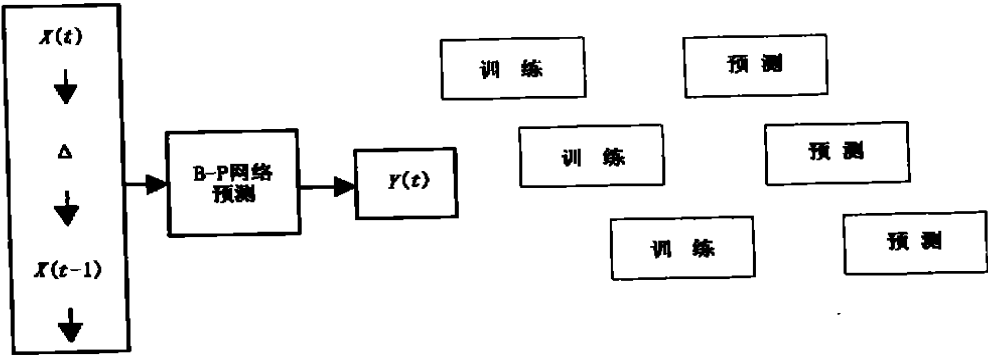 X(t)
Δ
X(t-1)
B-P网络
预测
Y(t)
训 练
预 测
训 练
预 测
训 练
预 测